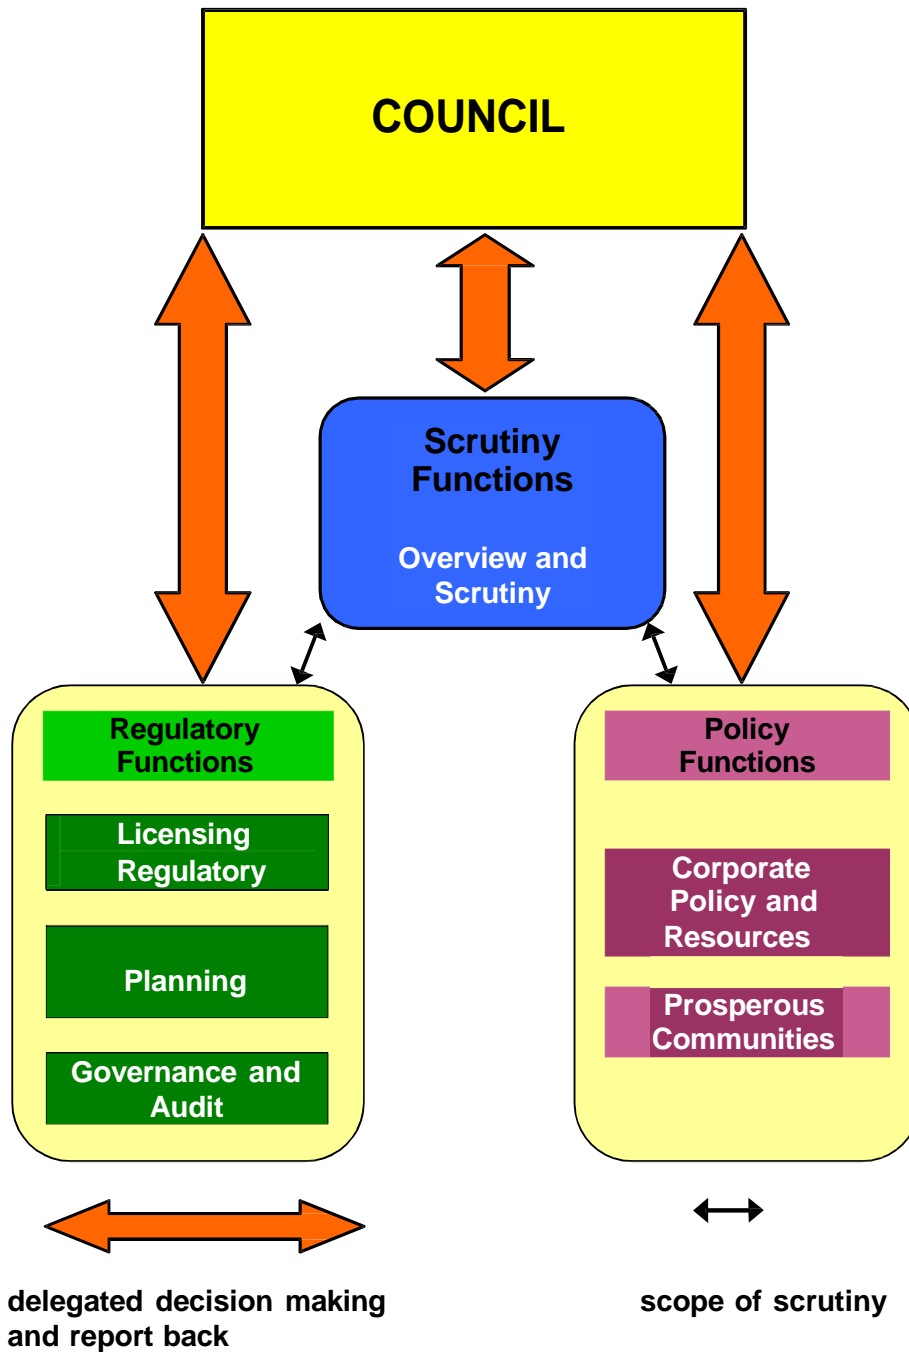 COUNCIL
Scrutiny
Functions
Overview and
Scrutiny
Regulatory
Functions
Licensing
Regulatory
Planning
Governance and
Audit
Policy
Functions
Corporate
Policy and
Resources
Prosperous
Communities
delegated decision making
and report back
scope of scrutiny